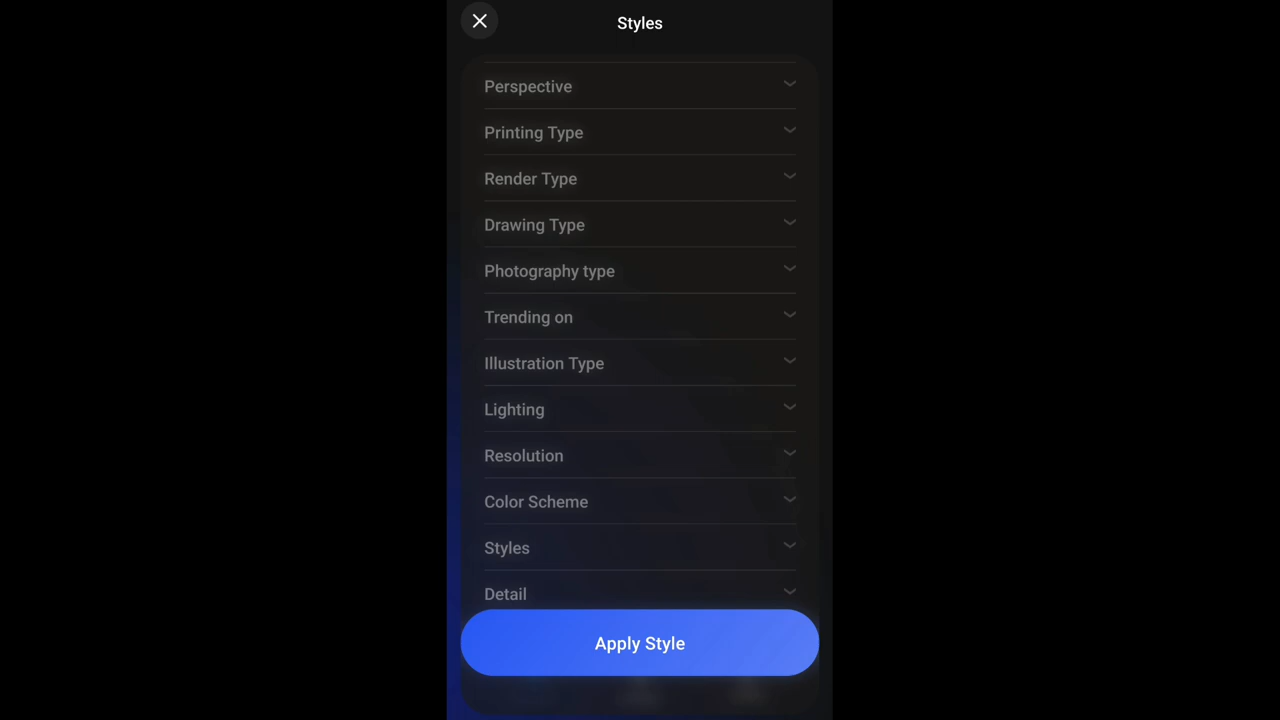 Styles
Perspective
Printing Type
Render Type
Drawing Type
Photography type
Trending on
Illustration Type
Lighting
Resolution
Color Scheme
Styles
Detail
Apply Style